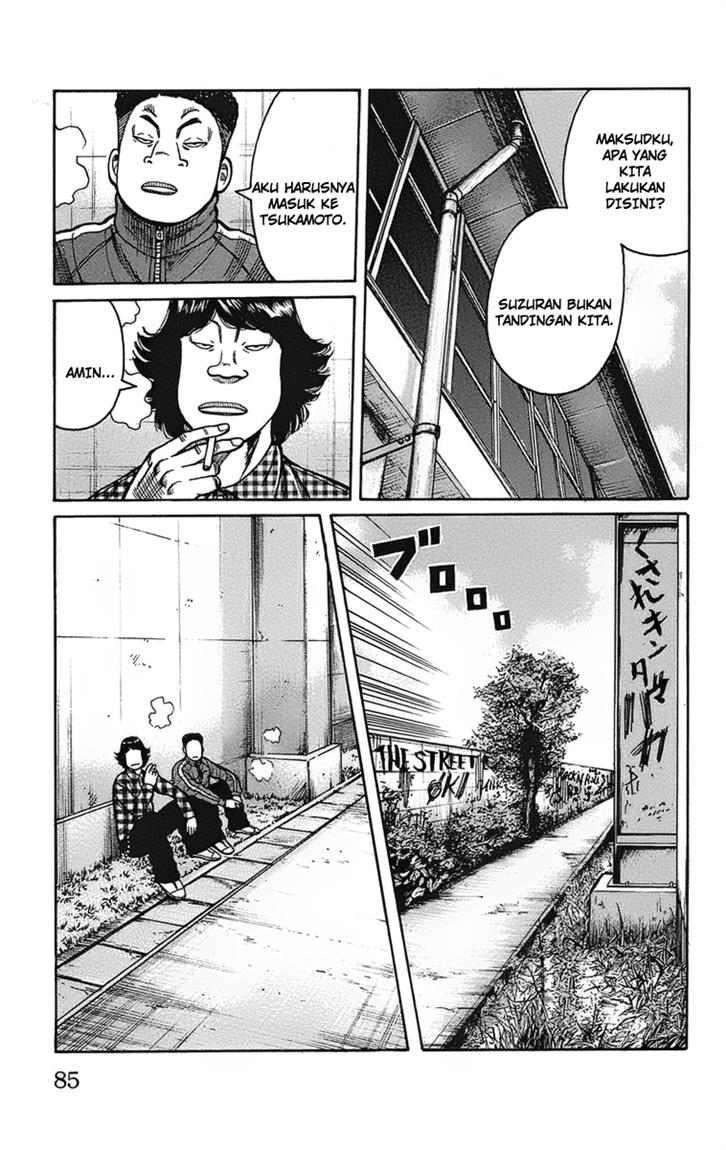 MAKSUDKU,
APA YANG
KITA
LAKUKAN
DISINI?
SUZURAN BUKAN
TANDINGAN KITA.
AKU HARUSNYA
MASUK KE
TSUKAMOTO.
AMIN...
ブロロロ
くされキンタマ
バカ
THE STREET
85